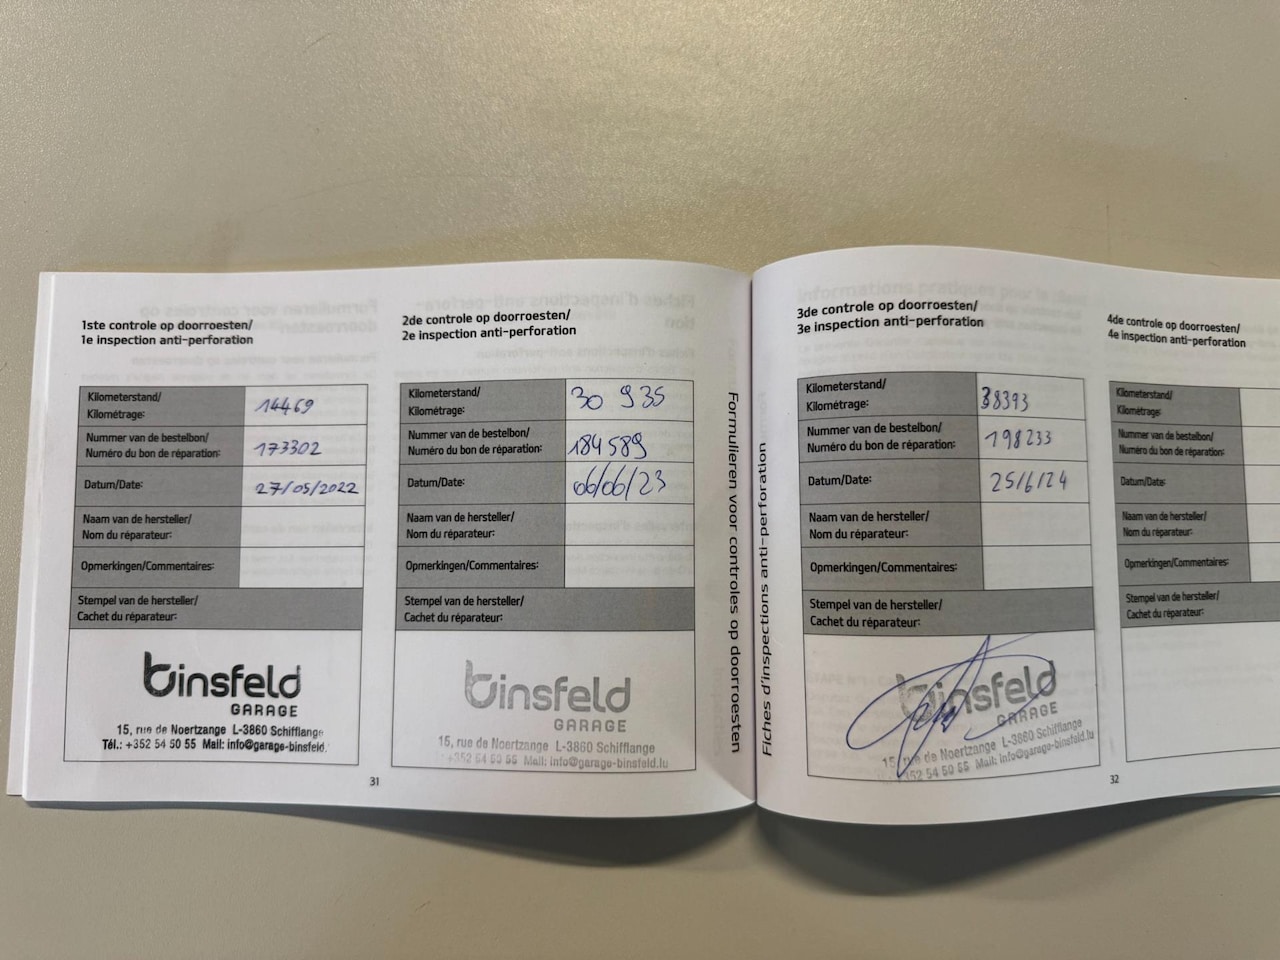 1ste controle op doorroesten/
1e inspection anti-perforation
Kilometerstand/
Kilométrage:
14469
Nummer van de bestelbon/
Numéro du bon de réparation:
173302
Datum/Date:
27/05/2022
Naam van de hersteller/
Nom du réparateur:
Opmerkingen/Commentaires:
Stempel van de hersteller/
Cachet du réparateur:
binsfeld
GARAGE
15, rue de Noertzange L-3860 Schifflange
Tél.: +352 54 50 55 Mail: info@garage-binsfeld.
2de controle op doorroesten/
2e inspection anti-perforation
Kilometerstand/
Kilométrage:
30 935
Nummer van de bestelbon/
Numéro du bon de réparation:
184589
Datum/Date:
06/06/23
Naam van de hersteller/
Nom du réparateur:
Opmerkingen/Commentaires:
Stempel van de hersteller/
Cachet du réparateur:
binsfeld
GARAGE
15, rue de Noertzange L-3860 Schifflange
+352 54 50 55 Mail: info@garage-binsfeld.lu
31
Formulieren voor controles op doorroesten
Fiches d'inspections anti-perforation
3de controle op doorroesten/
3e inspection anti-perforation
Kilometerstand/
Kilométrage:
38393
Nummer van de bestelbon/
Numéro du bon de réparation:
198233
Datum/Date:
25/6/24
Naam van de hersteller/
Nom du réparateur:
Opmerkingen/Commentaires:
Stempel van de hersteller/
Cachet du réparateur:
binsfeld
GARAGE
15, rue de Noertzange L-3860 Schifflange
352 54 50 55 Mail: info@garage-binsfeld.lu
4de controle op doorroesten/
4e inspection anti-perforation
Kilometerstand/
Kilométrage:
Nummer van de bestelbon/
Numéro du bon de réparation:
Datum/Date:
Naam van de hersteller/
Nom du réparateur:
Opmerkingen/Commentaires:
Stempel van de hersteller/
Cachet du réparateur:
32